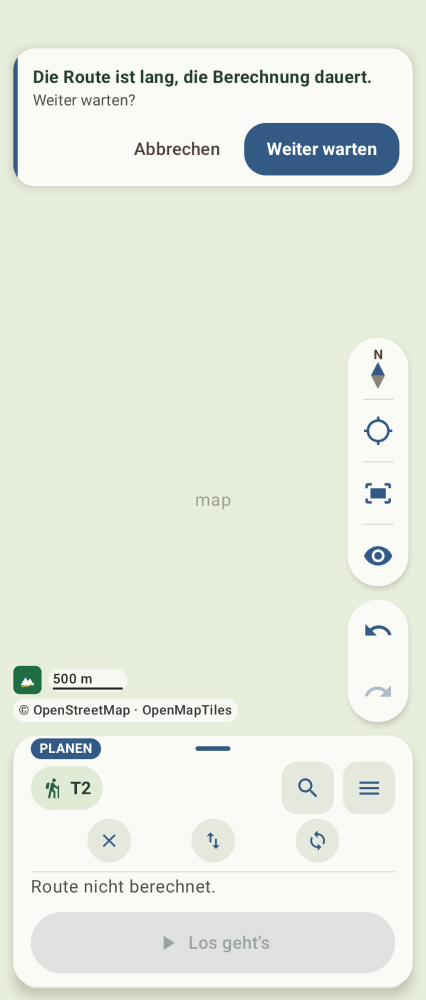 Die Route ist lang, die Berechnung dauert.
Weiter warten?
Abbrechen
Weiter warten
N
map
500 m
© OpenStreetMap · OpenMapTiles
PLANEN
T2
Route nicht berechnet.
Los geht's